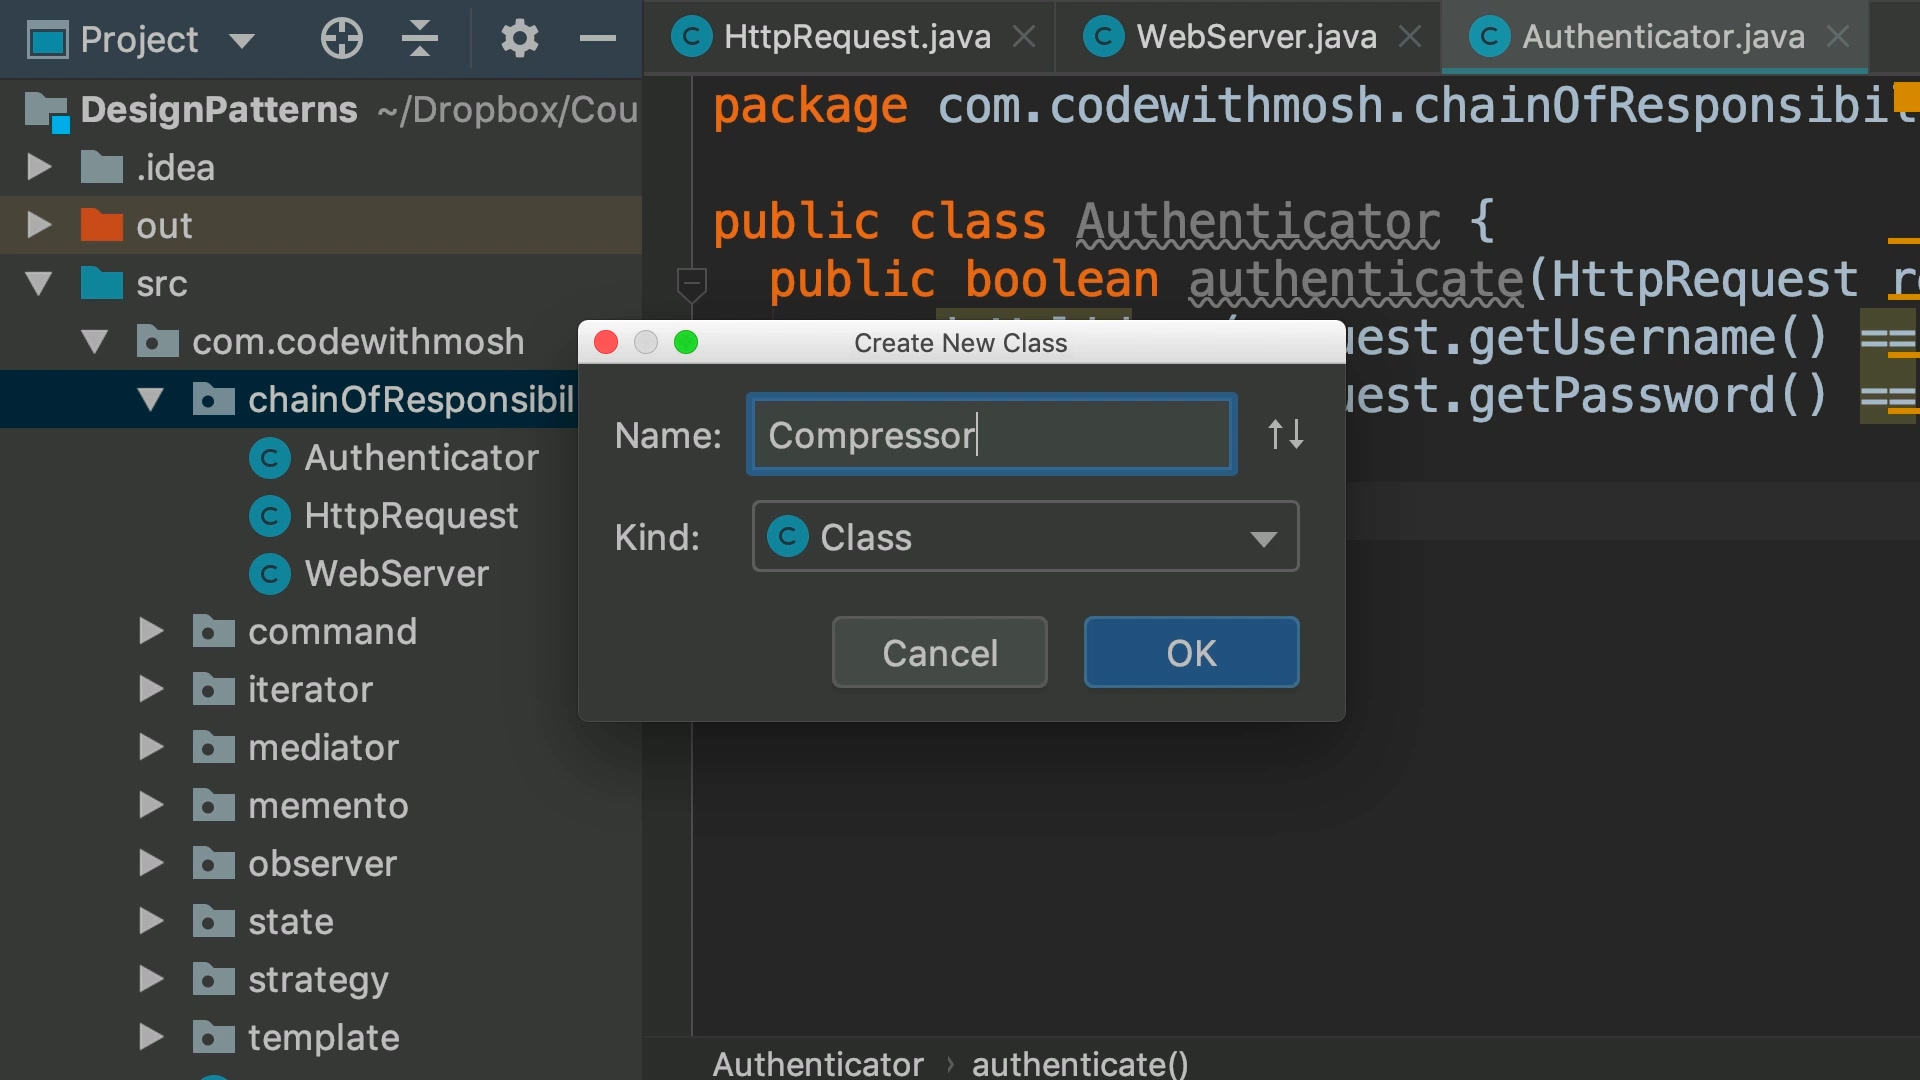 Project
HttpRequest.java
WebServer.java
Authenticator.java
DesignPatterns ~/Dropbox/Cou
.idea
out
src
com.codewithmosh
chainOfResponsibil
Authenticator
HttpRequest
WebServer
command
iterator
mediator
memento
observer
state
strategy
template
package com.codewithmosh.chainOfResponsibil
public class Authenticator {
public boolean authenticate(HttpRequest re
uest.getUsername() ==
uest.getPassword() ==
Create New Class
Name: Compressor
Kind: Class
Cancel
OK
Authenticator › authenticate()